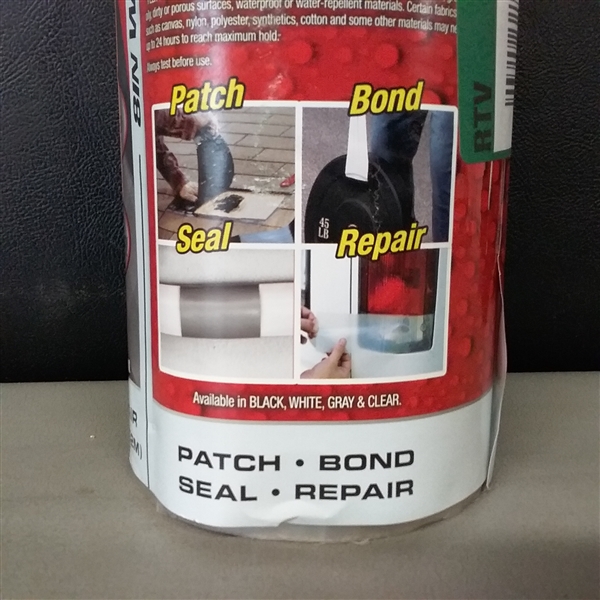 oily, dirty or porous surfaces, waterproof or water-repellent materials. Certain fabrics
such as canvas, nylon, polyester, synthetics, cotton and some other materials may
up to 24 hours to reach maximum hold.
Always test before use.
RTV
Patch
Bond
45
LB
Seal
Repair
Available in BLACK, WHITE, GRAY & CLEAR.
PATCH • BOND
SEAL • REPAIR